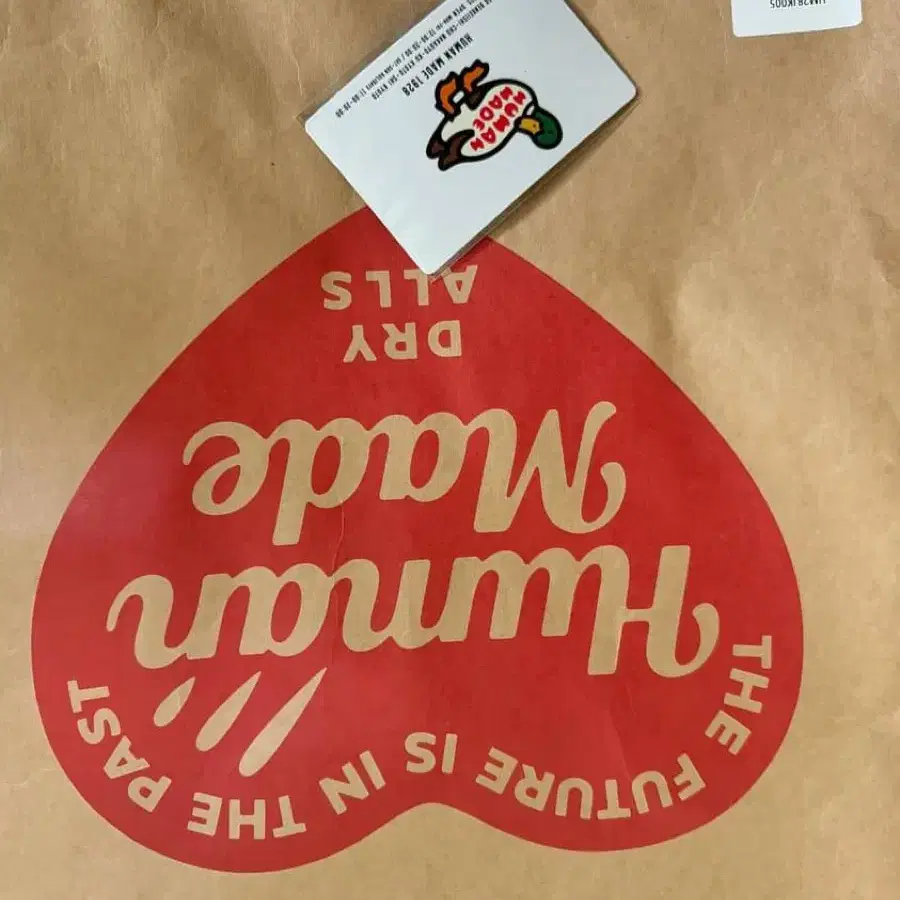 THE FUTURE IS IN THE PAST
Human
Made
DRY
ALLS
HUMAN
MADE
HUMAN MADE 1928